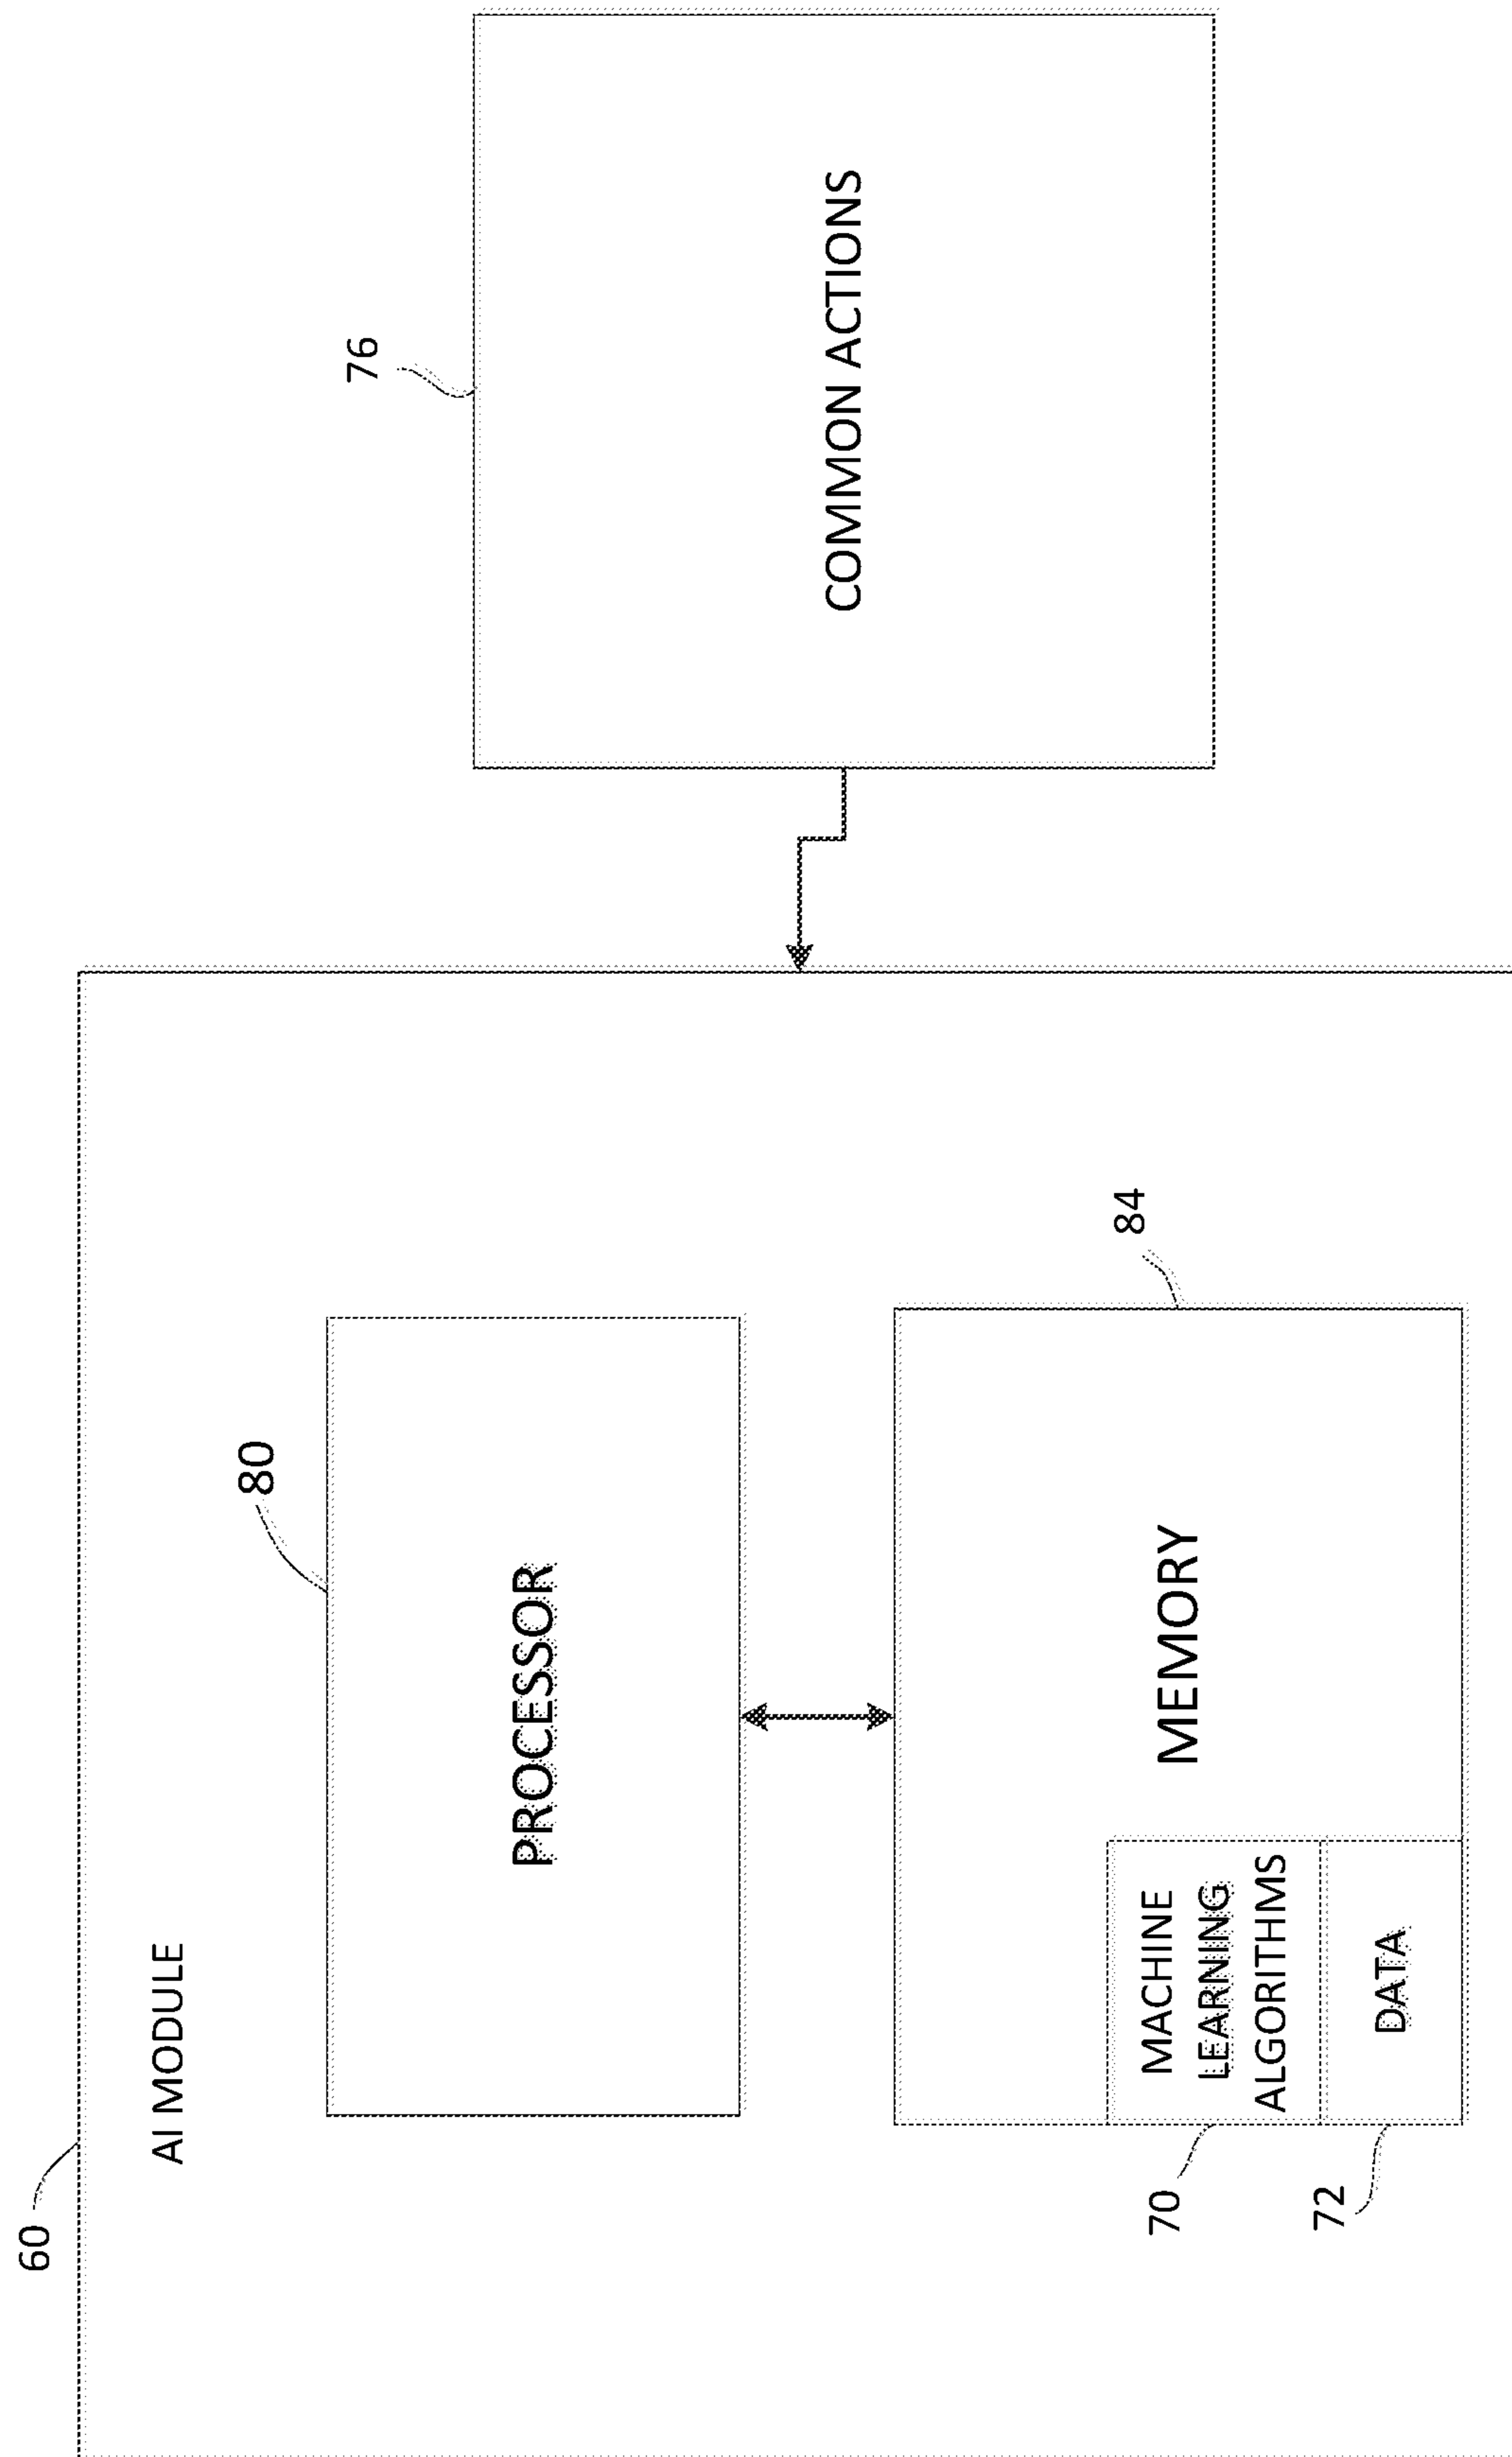 60
AI MODULE
80
PROCESSOR
84
MEMORY
70
MACHINE
LEARNING
ALGORITHMS
72
DATA
76
COMMON ACTIONS